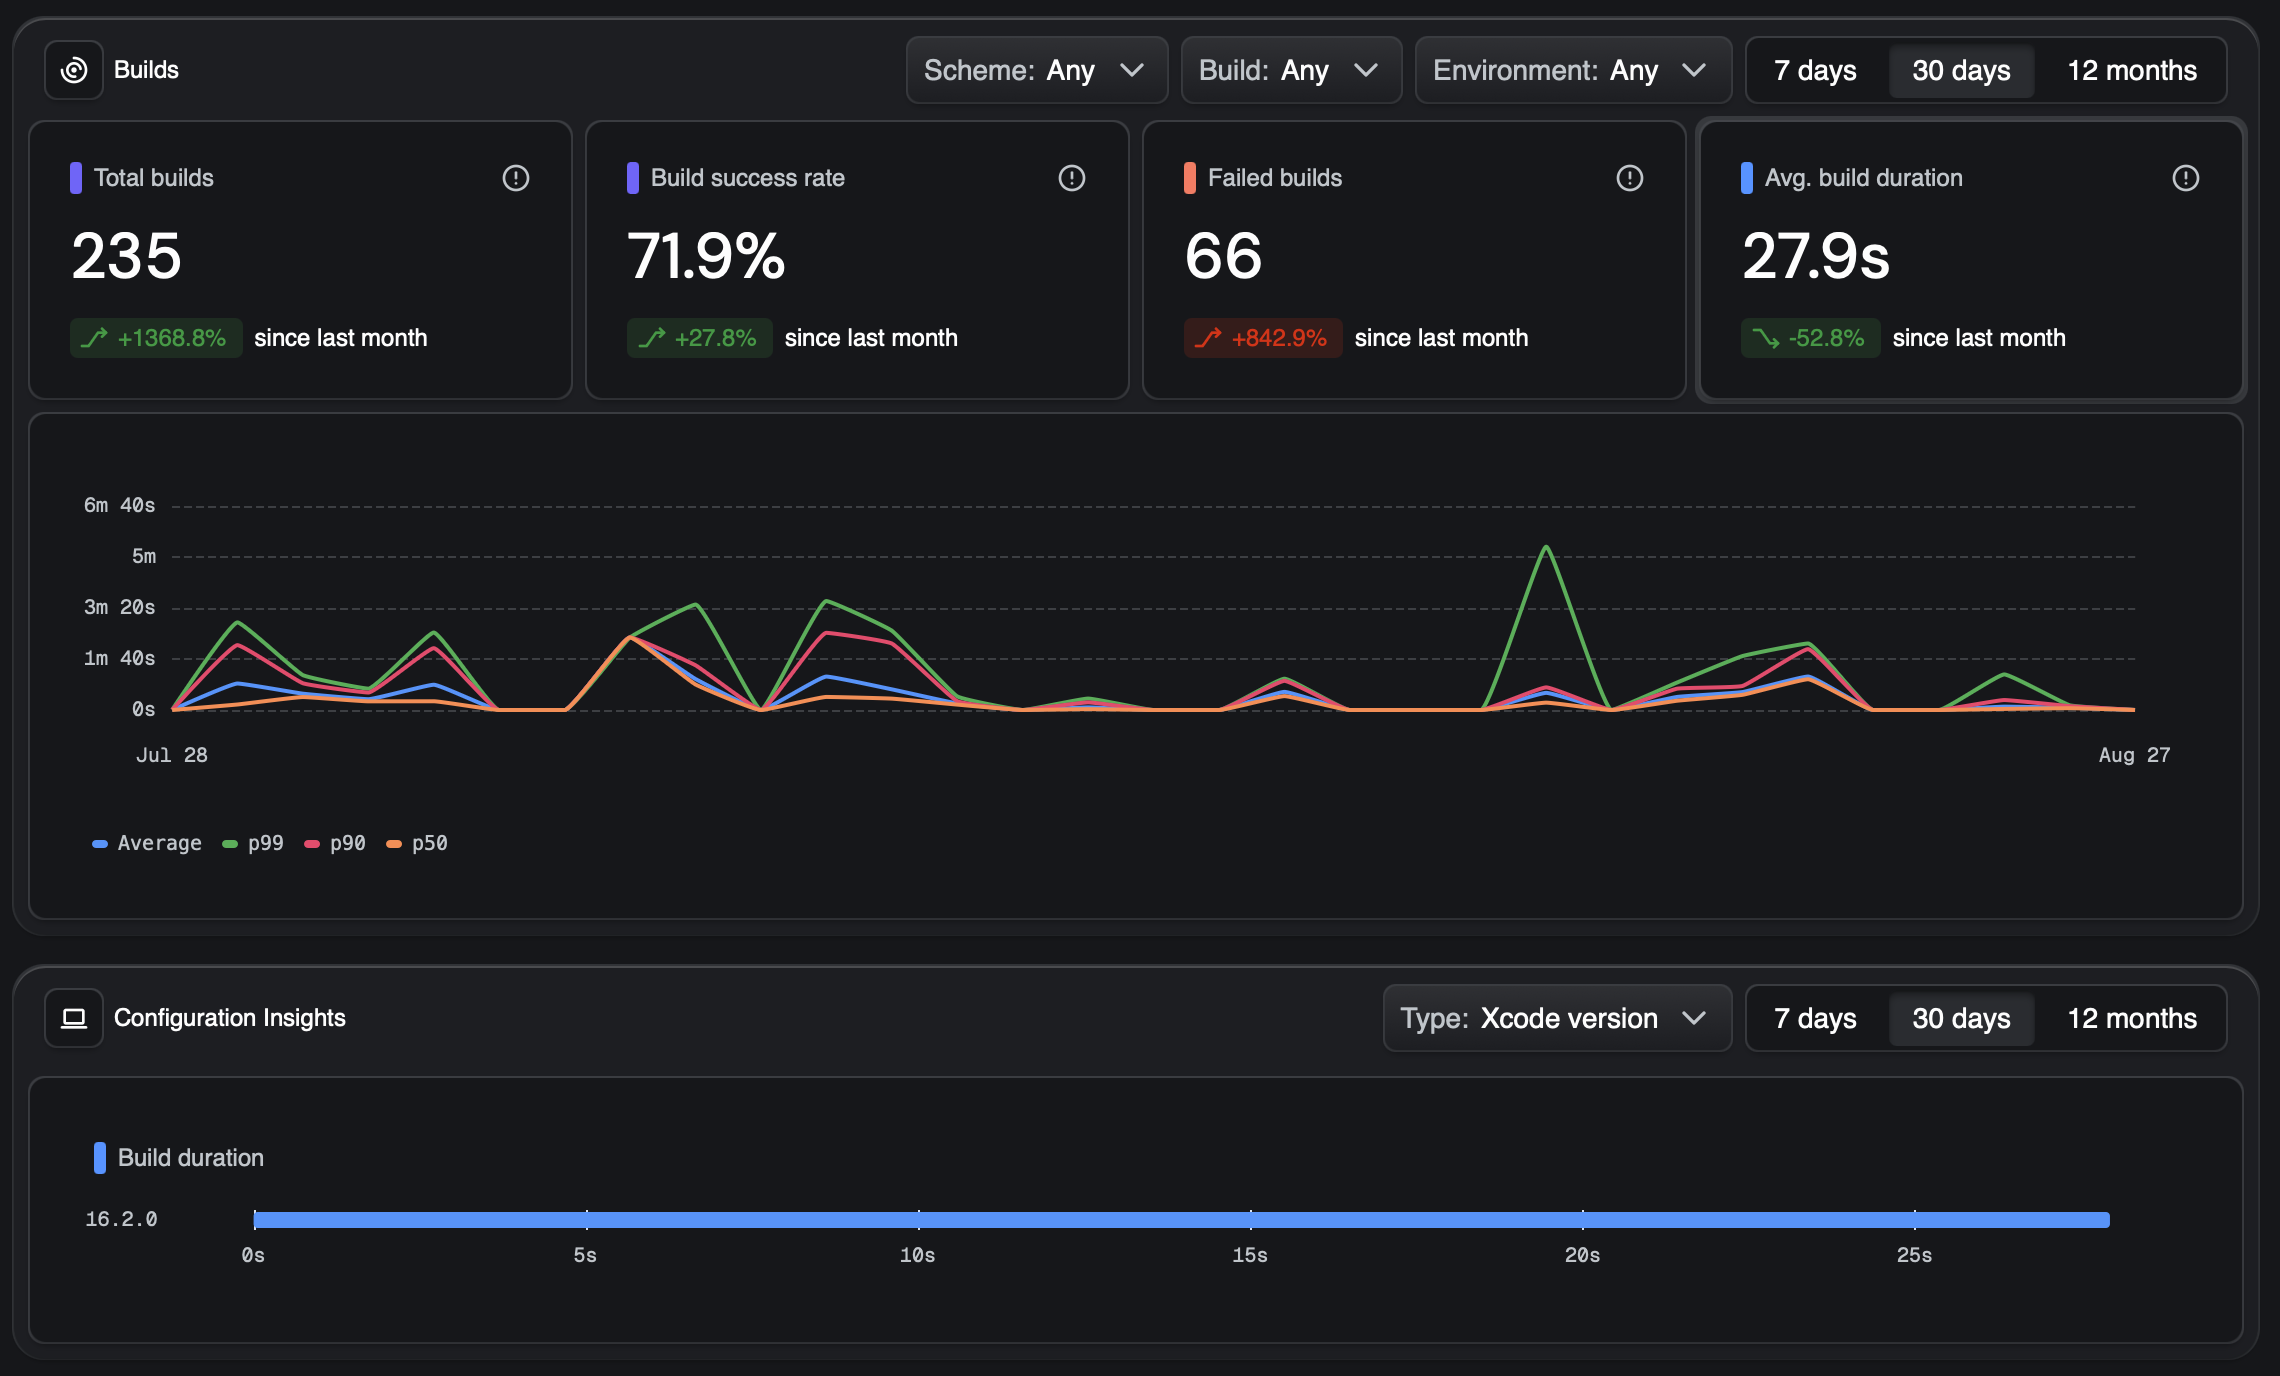 Builds
Scheme: Any
Build: Any
Environment: Any
7 days
30 days
12 months
Total builds
235
+1368.8% since last month
Build success rate
71.9%
+27.8% since last month
Failed builds
66
+842.9% since last month
Avg. build duration
27.9s
-52.8% since last month
6m 40s
5m
3m 20s
1m 40s
0s
Jul 28
Aug 27
Average
p99
p90
p50
Configuration Insights
Type: Xcode version
7 days
30 days
12 months
Build duration
16.2.0
0s
5s
10s
15s
20s
25s